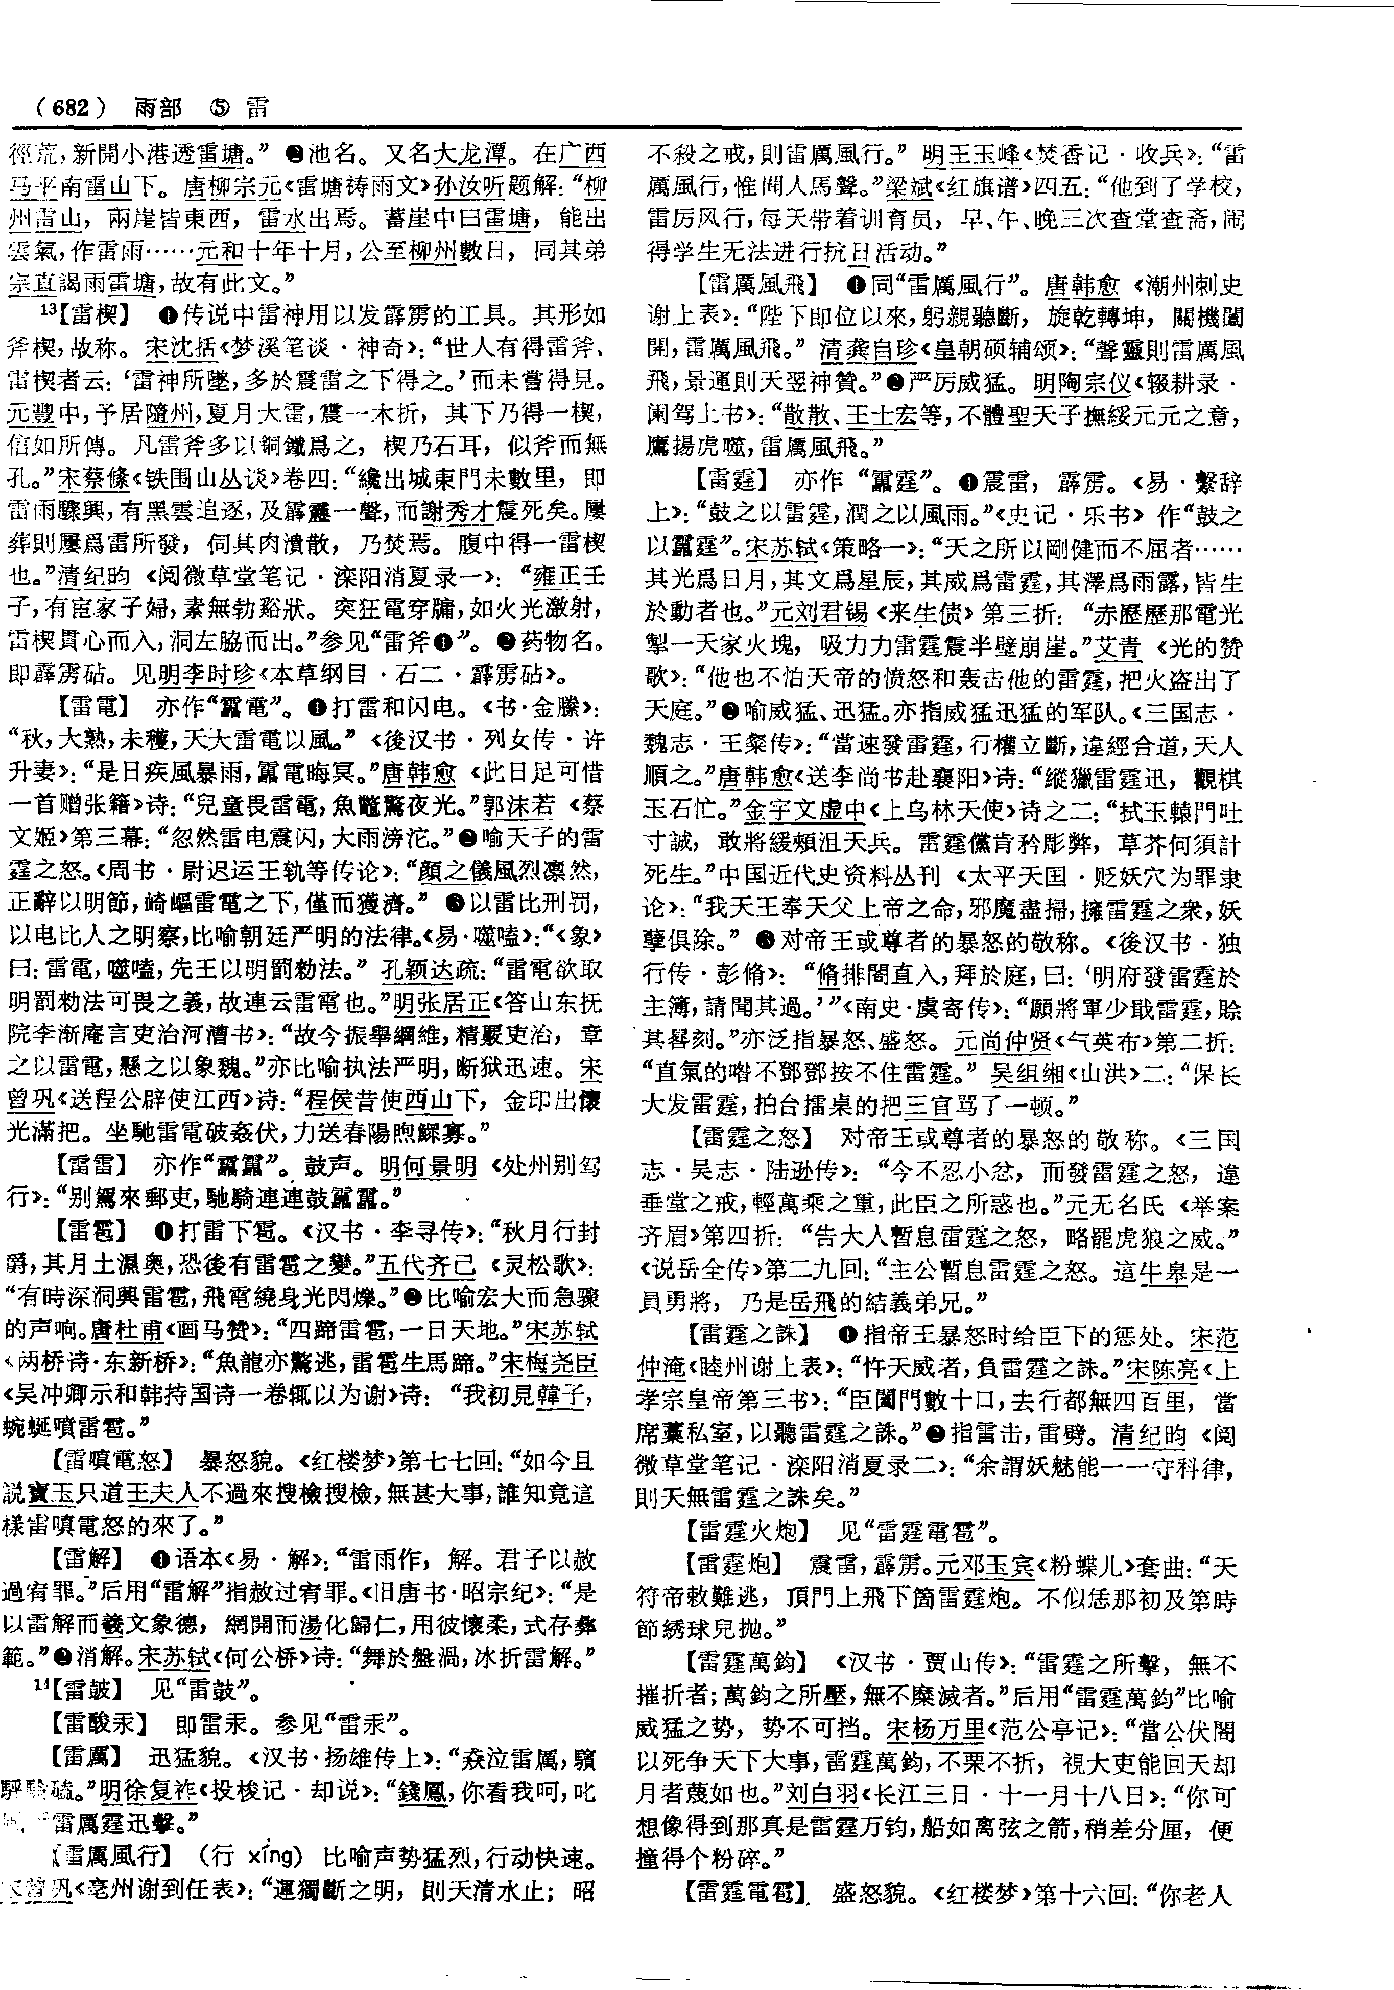 （682） 雨部 ⑤ 雷
徑荒，新開小港透雷塘。”❷池名。又名大龙潭。在广西
马平南雷山下。唐柳宗元《雷塘祷雨文》孙汝听题解：“柳
州雷山，兩崖皆東西，雷水出焉。蓄崖中曰雷塘，能出
雲氣，作雷雨……元和十年十月，公至柳州數日，同其弟
宗直謁雨雷塘，故有此文。”
13【雷楔】 ❶传说中雷神用以发霹雳的工具。其形如
斧楔，故称。宋沈括《梦溪笔谈·神奇》：“世人有得雷斧、
雷楔者云：‘雷神所墜，多於震雷之下得之。’而未嘗得見。
元豐中，予居隨州，夏月大雷，震一木折，其下乃得一楔，
信如所傳。凡雷斧多以銅鐵爲之，楔乃石耳，似斧而無
孔。”宋蔡絛《铁围山丛谈》卷四：“纔出城東門未數里，即
雷雨驟興，有黑雲追逐，及霹靂一聲，而謝秀才震死矣。屢
葬則屢爲雷所發，伺其肉潰散，乃焚焉。腹中得一雷楔
也。”清纪昀《阅微草堂笔记·滦阳消夏录一》：“雍正壬
子，有宦家子婦，素無勃谿狀。突狂電穿牖，如火光激射，
雷楔貫心而入，洞左脇而出。”参见“雷斧❶”。❷药物名。
即霹雳砧。见明李时珍《本草纲目·石二·霹雳砧》。
【雷電】 亦作“靁電”。❶打雷和闪电。《书·金縢》：
“秋，大熟，未穫，天大雷電以風。”《後汉书·列女传·许
升妻》：“是日疾風暴雨，靁電晦冥。”唐韩愈《此日足可惜
一首赠张籍》诗：“兒童畏雷電，魚鼈驚夜光。”郭沫若《蔡
文姬》第三幕：“忽然雷电震闪，大雨滂沱。”❷喻天子的雷
霆之怒。《周书·尉迟运王轨等传论》：“顔之儀風烈凛然，
正辭以明節，崎嶇雷電之下，僅而獲濟。”❸以雷比刑罚，
以电比人之明察，比喻朝廷严明的法律。《易·噬嗑》：“《象》
曰：雷電，噬嗑，先王以明罰勑法。”孔颖达疏：“雷電欲取
明罰勑法可畏之義，故連云雷電也。”明张居正《答山东抚
院李渐庵言吏治河漕书》：“故今振舉綱維，精覈吏治，章
之以雷電，懸之以象魏。”亦比喻执法严明，断狱迅速。宋
曾巩《送程公辟使江西》诗：“程侯昔使西山下，金印出懷
光滿把。坐馳雷電破姦伏，力送春陽煦鰥寡。”
【雷雷】 亦作“靁靁”。鼓声。明何景明《处州别驾
行》：“别駕來郵吏，馳騎連連鼓靁靁。”
【雷雹】 ❶打雷下雹。《汉书·李寻传》：“秋月行封
爵，其月土濕奥，恐後有雷雹之變。”五代齐己《灵松歌》：
“有時深洞興雷雹，飛電繞身光閃爍。”❷比喻宏大而急骤
的声响。唐杜甫《画马赞》：“四蹄雷雹，一日天地。”宋苏轼
《两桥诗·东新桥》：“魚龍亦驚逃，雷雹生馬蹄。”宋梅尧臣
《吴冲卿示和韩持国诗一卷辄以为谢》诗：“我初見韓子，
蜿蜒噴雷雹。”
【雷嗔電怒】 暴怒貌。《红楼梦》第七七回：“如今且
説寶玉只道王夫人不過來搜檢搜檢，無甚大事，誰知竟這
樣雷嗔電怒的來了。”
【雷解】 ❶语本《易·解》：“雷雨作，解。君子以赦
過宥罪。”后用“雷解”指赦过宥罪。《旧唐书·昭宗纪》：“是
以雷解而羲文象德，網開而湯化歸仁，用彼懷柔，式存彝
範。”❷消解。宋苏轼《何公桥》诗：“舞於盤渦，冰折雷解。”
14【雷皷】 见“雷鼓”。
【雷酸汞】 即雷汞。参见“雷汞”。
【雷厲】 迅猛貌。《汉书·扬雄传上》：“猋泣雷厲，驞
駍駖磕。”明徐复祚《投梭记·却说》：“錢鳳，你看我呵，叱
雷厲霆迅擊。”
【雷厲風行】 （行 xíng）比喻声势猛烈，行动快速。
宋曾巩《亳州谢到任表》：“運獨斷之明，則天清水止；昭
不殺之戒，則雷厲風行。”明王玉峰《焚香记·收兵》：“雷
厲風行，惟聞人馬聲。”梁斌《红旗谱》四五：“他到了学校，
雷厉风行，每天带着训育员，早、午、晚三次查堂查斋，闹
得学生无法进行抗日活动。”
【雷厲風飛】 ❶同“雷厲風行”。唐韩愈《潮州刺史
谢上表》：“陛下即位以來，躬親聽斷，旋乾轉坤，關機闔
開，雷厲風飛。”清龚自珍《皇朝硕辅颂》：“聲靈則雷厲風
飛，景運則天翌神贊。”❷严厉威猛。明陶宗仪《辍耕录·
阑驾上书》：“散散、王士宏等，不體聖天子撫綏元元之意，
鷹揚虎噬，雷厲風飛。”
【雷霆】 亦作“靁霆”。❶震雷，霹雳。《易·繫辞
上》：“鼓之以雷霆，潤之以風雨。”《史记·乐书》作“鼓之
以靁霆”。宋苏轼《策略一》：“天之所以剛健而不屈者……
其光爲日月，其文爲星辰，其威爲雷霆，其澤爲雨露，皆生
於動者也。”元刘君锡《来生债》第三折：“赤歷歷那電光
掣一天家火塊，吸力力雷霆震半壁崩崖。”艾青《光的赞
歌》：“他也不怕天帝的愤怒和轰击他的雷霆，把火盗出了
天庭。”❷喻威猛、迅猛。亦指威猛迅猛的军队。《三国志·
魏志·王粲传》：“當速發雷霆，行權立斷，違經合道，天人
順之。”唐韩愈《送李尚书赴襄阳》诗：“縱獵雷霆迅，觀棋
玉石忙。”金宇文虚中《上乌林天使》诗之二：“拭玉轅門吐
寸誠，敢將緩頰沮天兵。雷霆儻肯矜彫弊，草芥何須計
死生。”中国近代史资料丛刊《太平天国·贬妖穴为罪隶
论》：“我天王奉天父上帝之命，邪魔盡掃，擁雷霆之衆，妖
孽俱除。”❸对帝王或尊者的暴怒的敬称。《後汉书·独
行传·彭脩》：“脩排閤直入，拜於庭，曰：‘明府發雷霆於
主簿，請聞其過。’”《南史·虞寄传》：“願將軍少戢雷霆，賒
其晷刻。”亦泛指暴怒、盛怒。元尚仲贤《气英布》第二折：
“直氣的喒不鄧鄧按不住雷霆。”吴组缃《山洪》二：“保长
大发雷霆，拍台擂桌的把三官骂了一顿。”
【雷霆之怒】 对帝王或尊者的暴怒的敬称。《三国
志·吴志·陆逊传》：“今不忍小忿，而發雷霆之怒，違
垂堂之戒，輕萬乘之重，此臣之所惑也。”元无名氏《举案
齐眉》第四折：“告大人暫息雷霆之怒，略罷虎狼之威。”
《说岳全传》第二九回：“主公暫息雷霆之怒。這牛皋是一
員勇將，乃是岳飛的結義弟兄。”
【雷霆之誅】 ❶指帝王暴怒时给臣下的惩处。宋范
仲淹《睦州谢上表》：“忤天威者，負雷霆之誅。”宋陈亮《上
孝宗皇帝第三书》：“臣闔門數十口，去行都無四百里，當
席藁私室，以聽雷霆之誅。”❷指雷击，雷劈。清纪昀《阅
微草堂笔记·滦阳消夏录二》：“余謂妖魅能一一守科律，
則天無雷霆之誅矣。”
【雷霆火炮】 见“雷霆電雹”。
【雷霆炮】 震雷，霹雳。元邓玉宾《粉蝶儿》套曲：“天
符帝敕難逃，頂門上飛下箇雷霆炮。不似恁那初及第時
節綉球兒抛。”
【雷霆萬鈞】 《汉书·贾山传》：“雷霆之所擊，無不
摧折者；萬鈞之所壓，無不糜滅者。”后用“雷霆萬鈞”比喻
威猛之势，势不可挡。宋杨万里《范公亭记》：“當公伏閤
以死争天下大事，雷霆萬鈞，不栗不折，視大吏能回天却
月者蔑如也。”刘白羽《长江三日·十一月十八日》：“你可
想像得到那真是雷霆万钧，船如离弦之箭，稍差分厘，便
撞得个粉碎。”
【雷霆電雹】 盛怒貌。《红楼梦》第十六回：“你老人